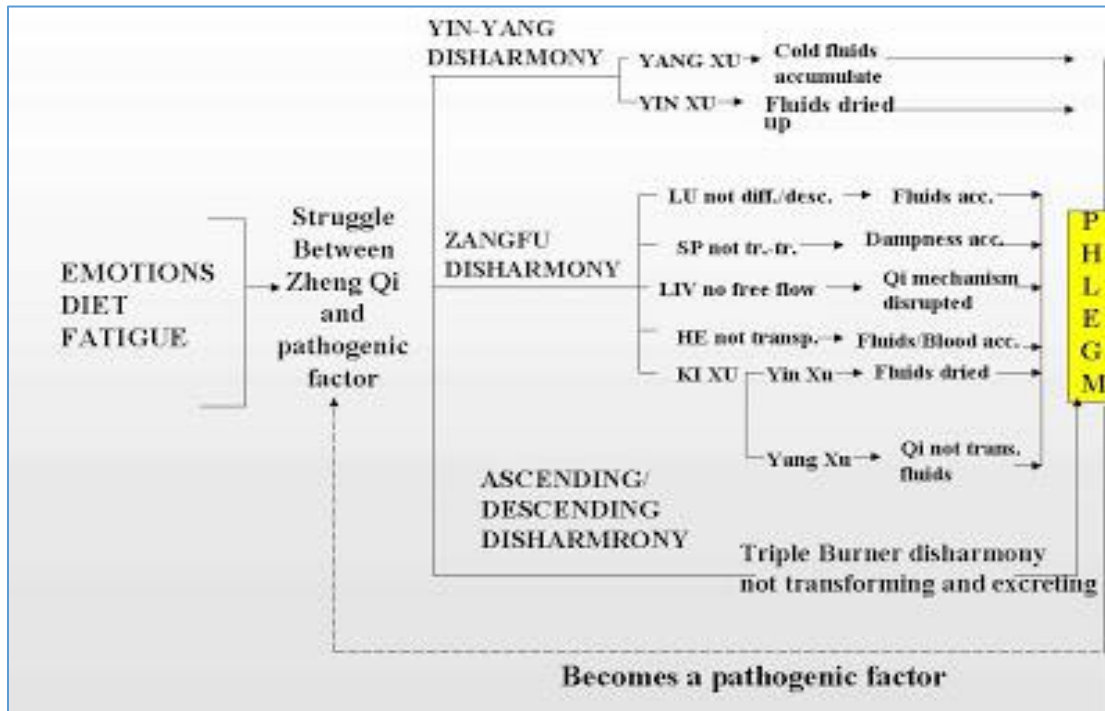 YIN-YANG
DISHARMONY
YANG XU
Cold fluids
accumulate
YIN XU
Fluids dried
up
EMOTIONS
DIET
FATIGUE
Struggle
Between
Zheng Qi
and
pathogenic
factor
ZANGFU
DISHARMONY
LU not diff./desc.
Fluids acc.
SP not tr.-tr.
Dampness acc.
LIV no free flow
Qi mechanism
disrupted
HE not transp.
Fluids/Blood acc.
KI XU
Yin Xu
Fluids dried
Yang Xu
Qi not trans.
fluids
ASCENDING/
DESCENDING
DISHARMRONY
Triple Burner disharmony
not transforming and excreting
PHLEGM
Becomes a pathogenic factor